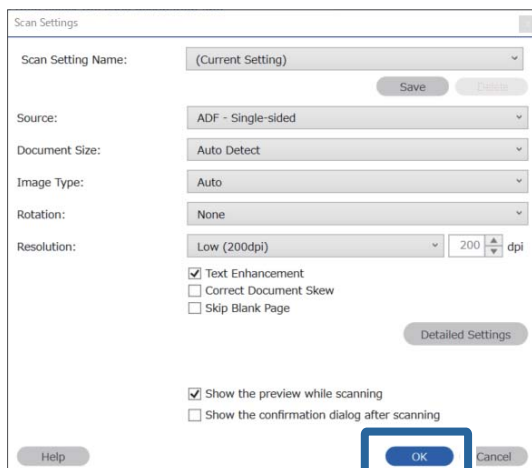 Scan Settings
Scan Setting Name: (Current Setting)
Save Delete
Source: ADF - Single-sided
Document Size: Auto Detect
Image Type: Auto
Rotation: None
Resolution: Low (200dpi) 200 dpi
Text Enhancement
Correct Document Skew
Skip Blank Page
Detailed Settings
Show the preview while scanning
Show the confirmation dialog after scanning
Help OK Cancel